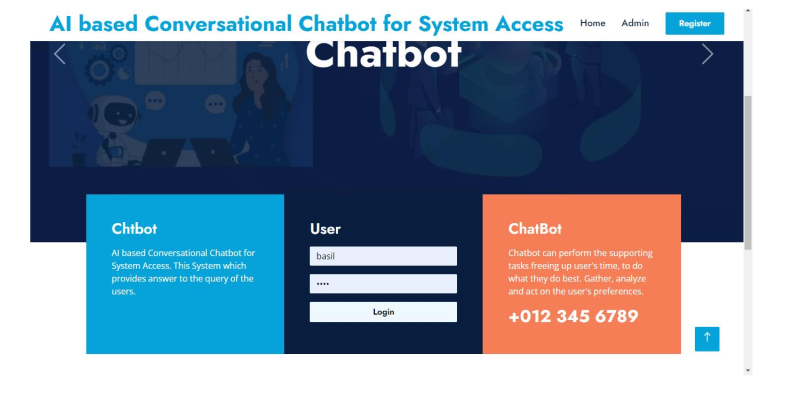 AI based Conversational Chatbot for System Access Home Admin Register
Chatbot
Chtbot
AI based Conversational Chatbot for
System Access. This System which
provides answer to the query of the
users.
User
basil
····
Login
ChatBot
Chatbot can perform the supporting
tasks freeing up user's time, to do
what they do best. Gather, analyze
and act on the user's preferences.
+012 345 6789